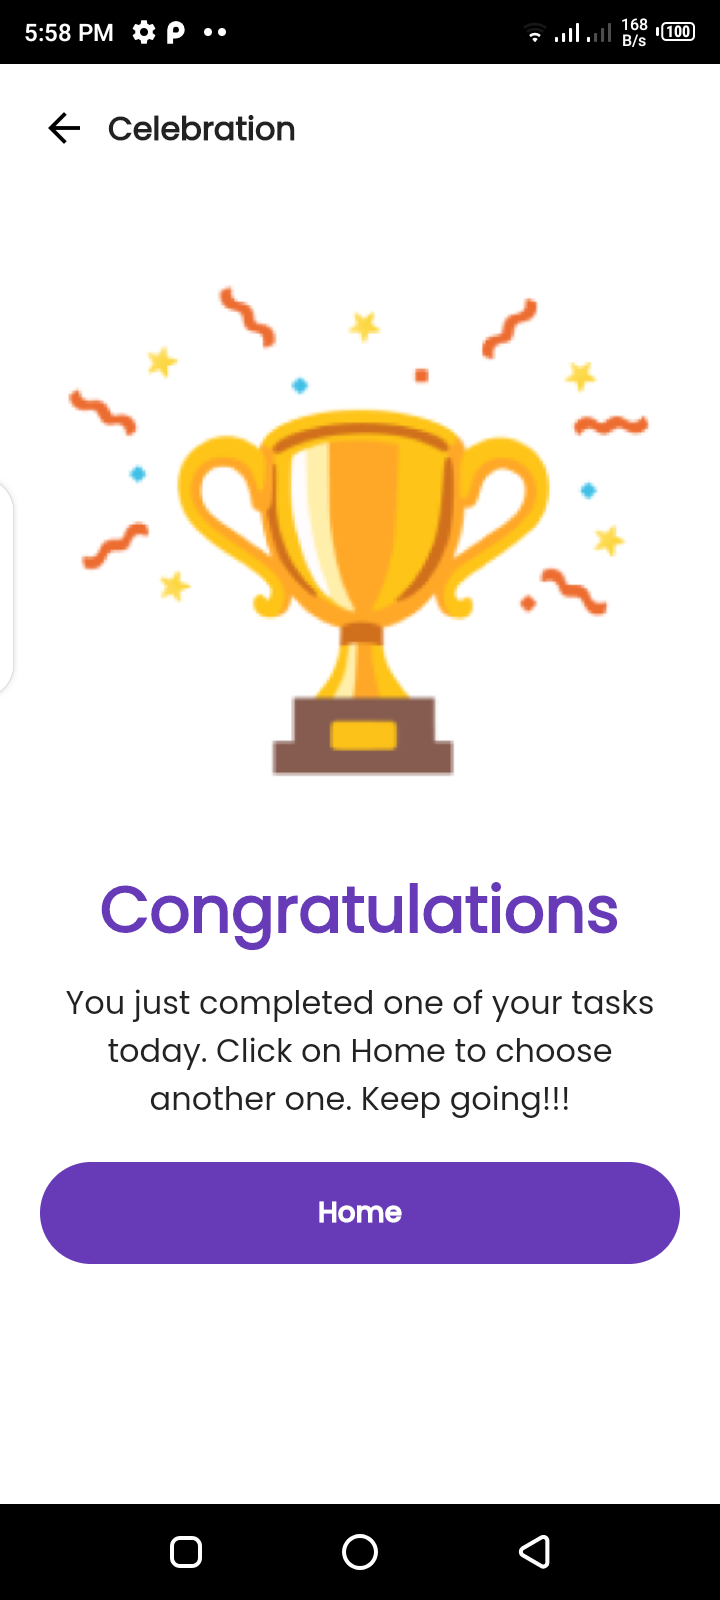 5:58 PM
168
B/s
100
Celebration
Congratulations
You just completed one of your tasks
today. Click on Home to choose
another one. Keep going!!!
Home